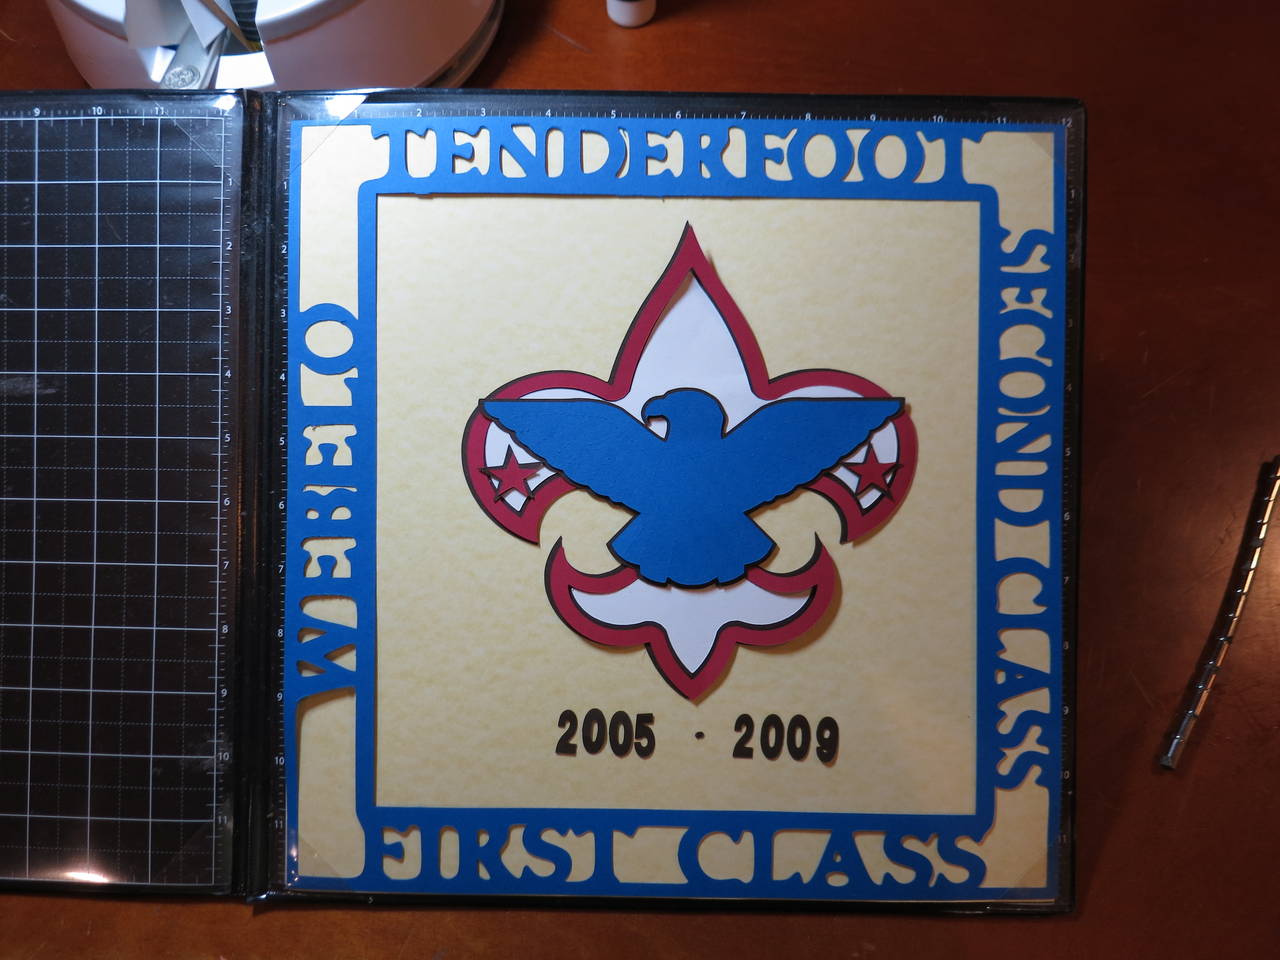 TENDERFOOT
SECOND CLASS
WEBELO
FIRST CLASS
2005 - 2009